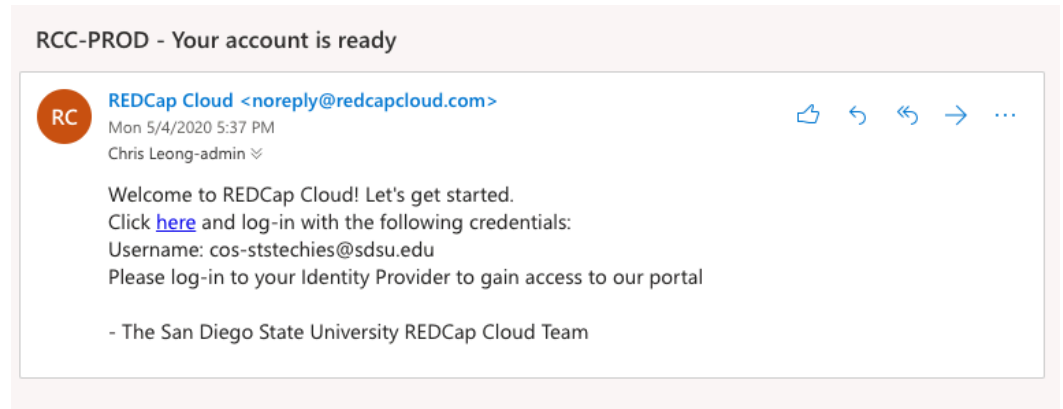 RCC-PROD - Your account is ready
RC
REDCap Cloud <noreply@redcapcloud.com>
Mon 5/4/2020 5:37 PM
Chris Leong-admin
Welcome to REDCap Cloud! Let's get started.
Click here and log-in with the following credentials:
Username: cos-ststechies@sdsu.edu
Please log-in to your Identity Provider to gain access to our portal
- The San Diego State University REDCap Cloud Team